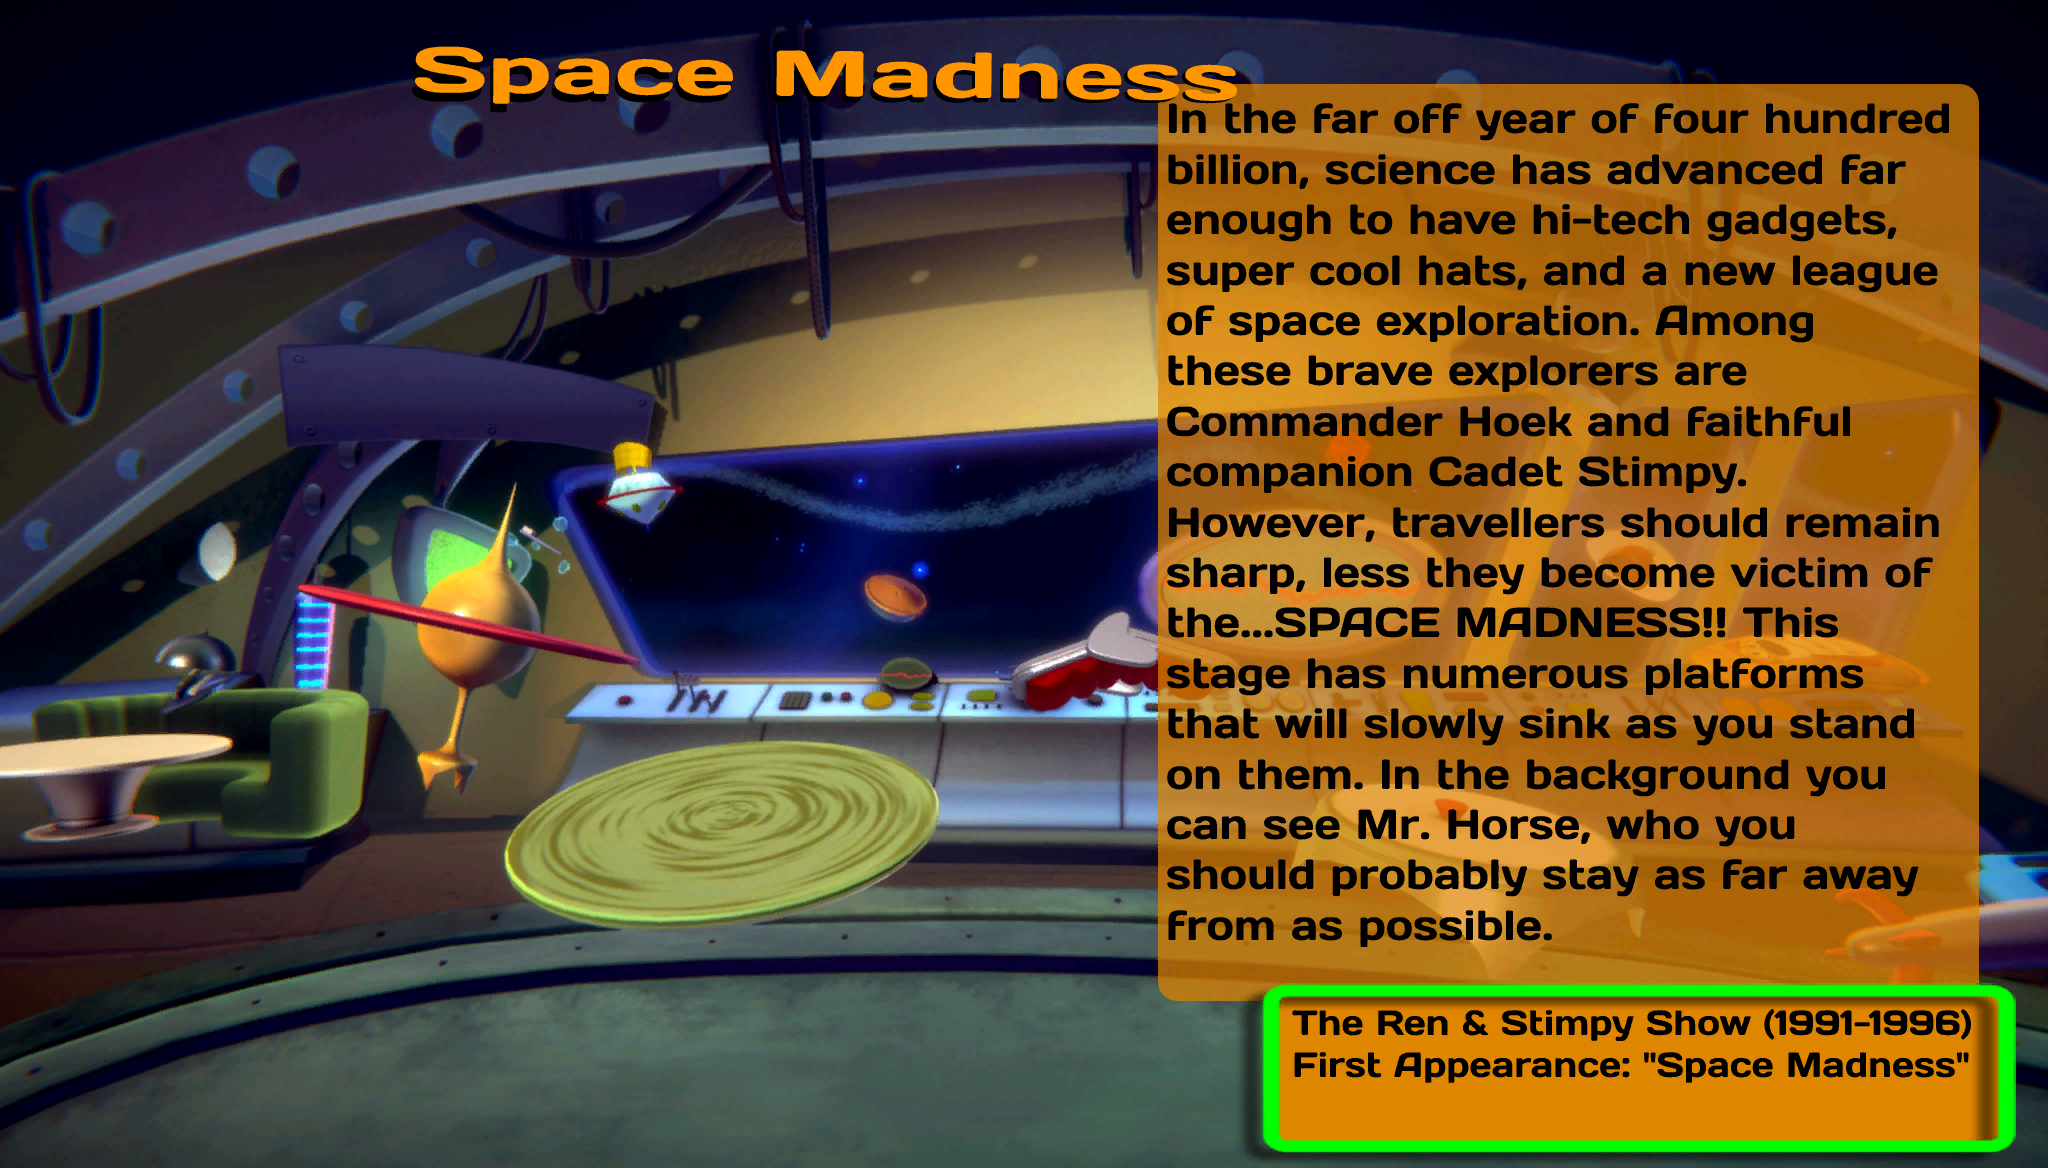 Space Madness
In the far off year of four hundred
billion, science has advanced far
enough to have hi-tech gadgets,
super cool hats, and a new league
of space exploration. Among
these brave explorers are
Commander Hoek and faithful
companion Cadet Stimpy.
However, travellers should remain
sharp, less they become victim of
the...SPACE MADNESS!! This
stage has numerous platforms
that will slowly sink as you stand
on them. In the background you
can see Mr. Horse, who you
should probably stay as far away
from as possible.
The Ren & Stimpy Show (1991-1996)
First Appearance: "Space Madness"